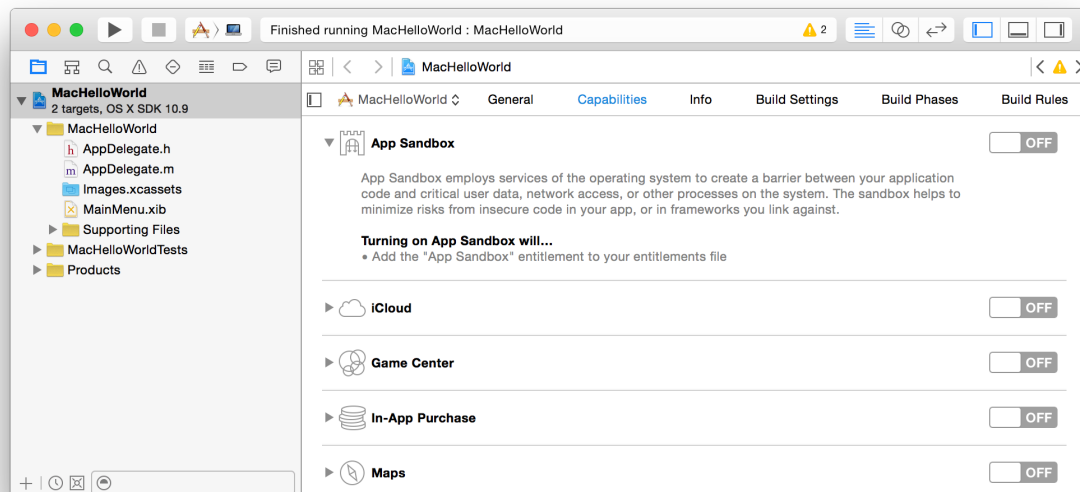 Finished running MacHelloWorld : MacHelloWorld
2
MacHelloWorld
2 targets, OS X SDK 10.9
MacHelloWorld
h AppDelegate.h
m AppDelegate.m
Images.xcassets
MainMenu.xib
Supporting Files
MacHelloWorldTests
Products
MacHelloWorld
MacHelloWorld General Capabilities Info Build Settings Build Phases Build Rules
App Sandbox OFF
App Sandbox employs services of the operating system to create a barrier between your application
code and critical user data, network access, or other processes on the system. The sandbox helps to
minimize risks from insecure code in your app, or in frameworks you link against.
Turning on App Sandbox will...
• Add the "App Sandbox" entitlement to your entitlements file
iCloud OFF
Game Center OFF
In-App Purchase OFF
Maps OFF